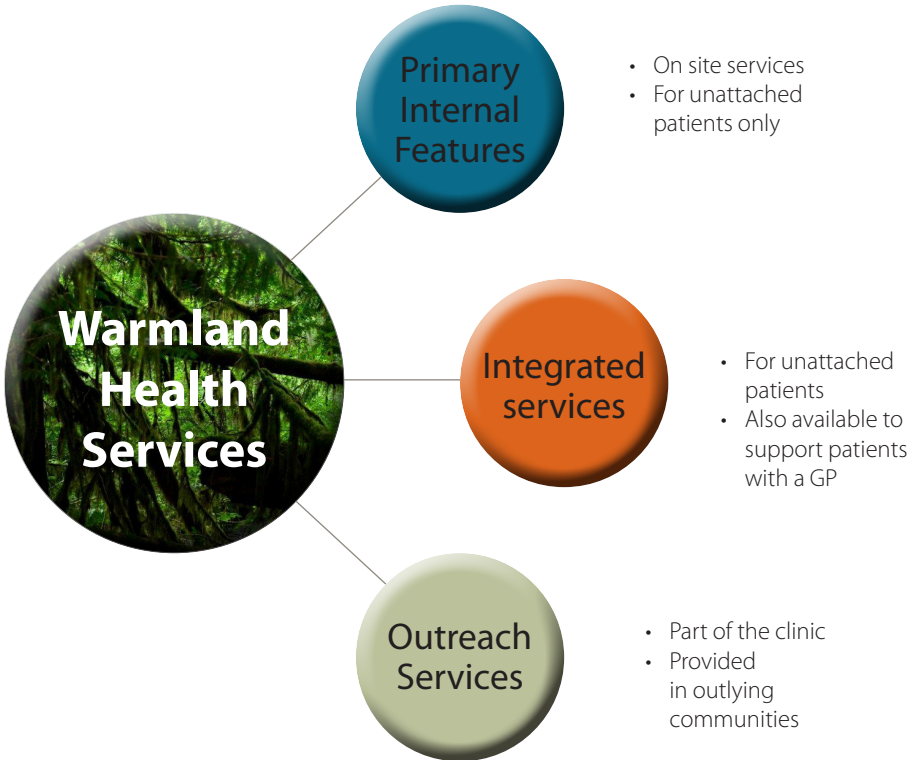 Primary
Internal
Features
• On site services
• For unattached
patients only
Warmland
Health
Services
Integrated
services
• For unattached
patients
• Also available to
support patients
with a GP
Outreach
Services
• Part of the clinic
• Provided
in outlying
communities